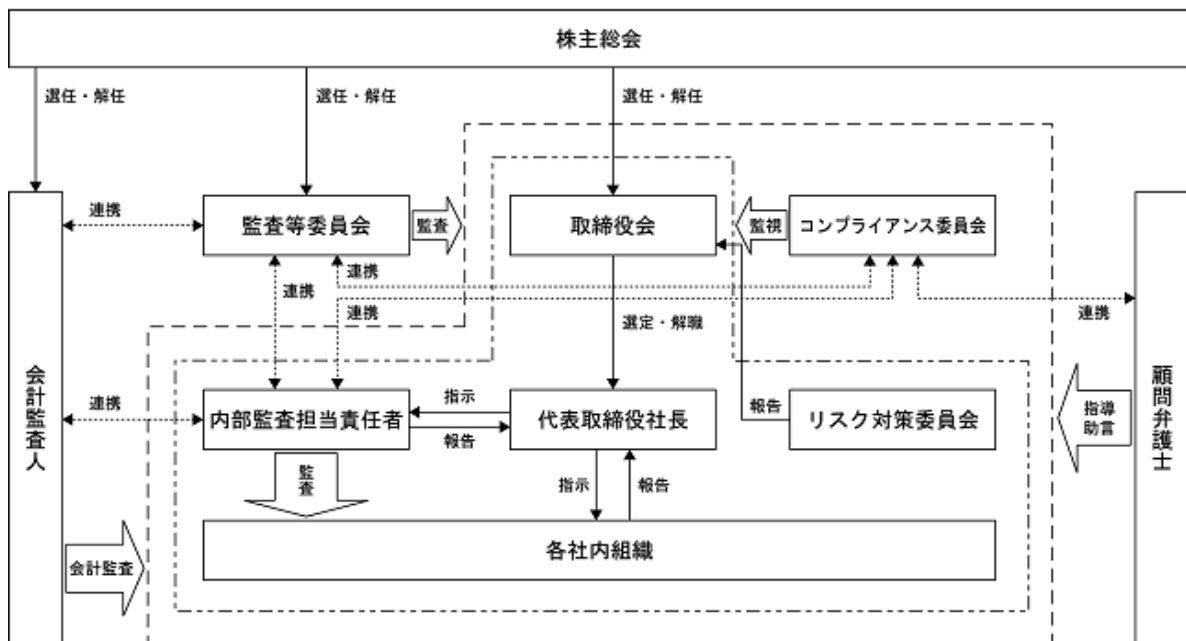 株主総会
選任・解任
選任・解任
選任・解任
連携
監査等委員会
監査
取締役会
監視
コンプライアンス委員会
連携
連携
連携
連携
選定・解職
会計監査人
連携
内部監査担当責任者
指示
報告
代表取締役社長
報告
リスク対策委員会
指導
助言
顧問弁護士
監査
指示
報告
各社内組織
会計監査